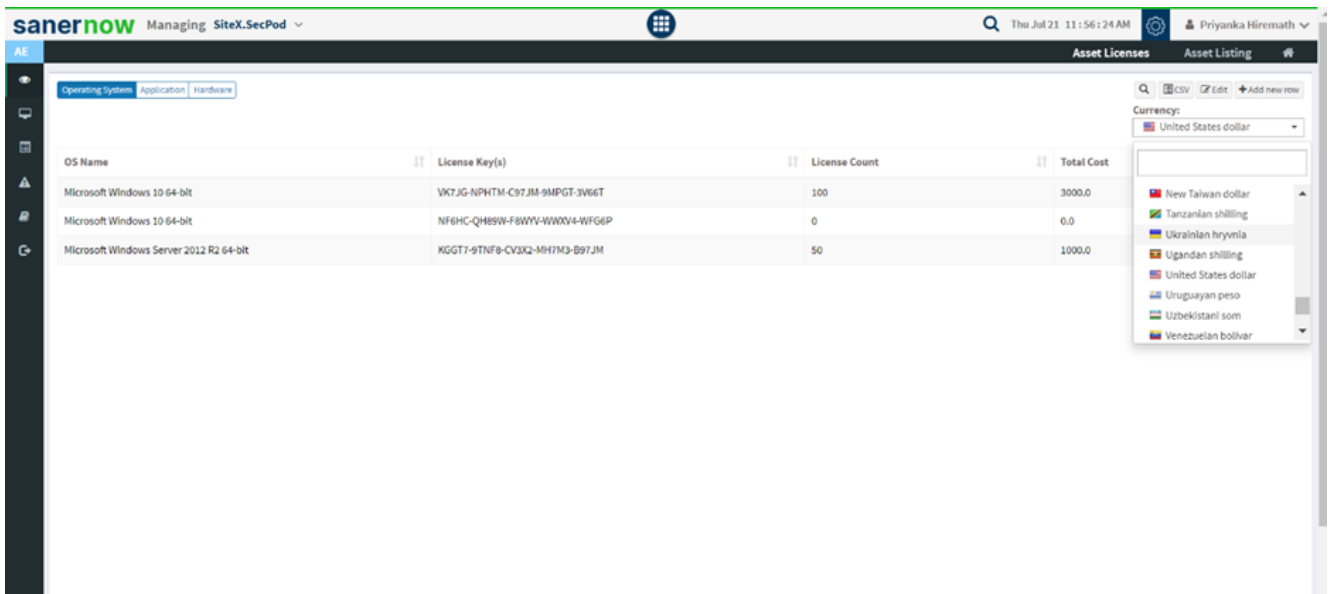 sanernow Managing SiteX.SecPod Thu Jul 21 11:56:24 AM Priyanka Hiremath
AE Asset Licenses Asset Listing
Operating System Application Hardware CSV Edit +Add new row
Currency:
United States dollar
OS Name License Key(s) License Count Total Cost
Microsoft Windows 10 64-bit VK7JG-NPHTM-C97JM-9MPGT-3V66T 100 3000.0
Microsoft Windows 10 64-bit NF6HC-QH89W-F8WYV-WWXV4-WFG6P 0 0.0
Microsoft Windows Server 2012 R2 64-bit KGGT7-9TNF8-CV3X2-MH7M3-B97JM 50 1000.0
New Taiwan dollar
Tanzanian shilling
Ukrainian hryvnia
Ugandan shilling
United States dollar
Uruguayan peso
Uzbekistani som
Venezuelan bolívar